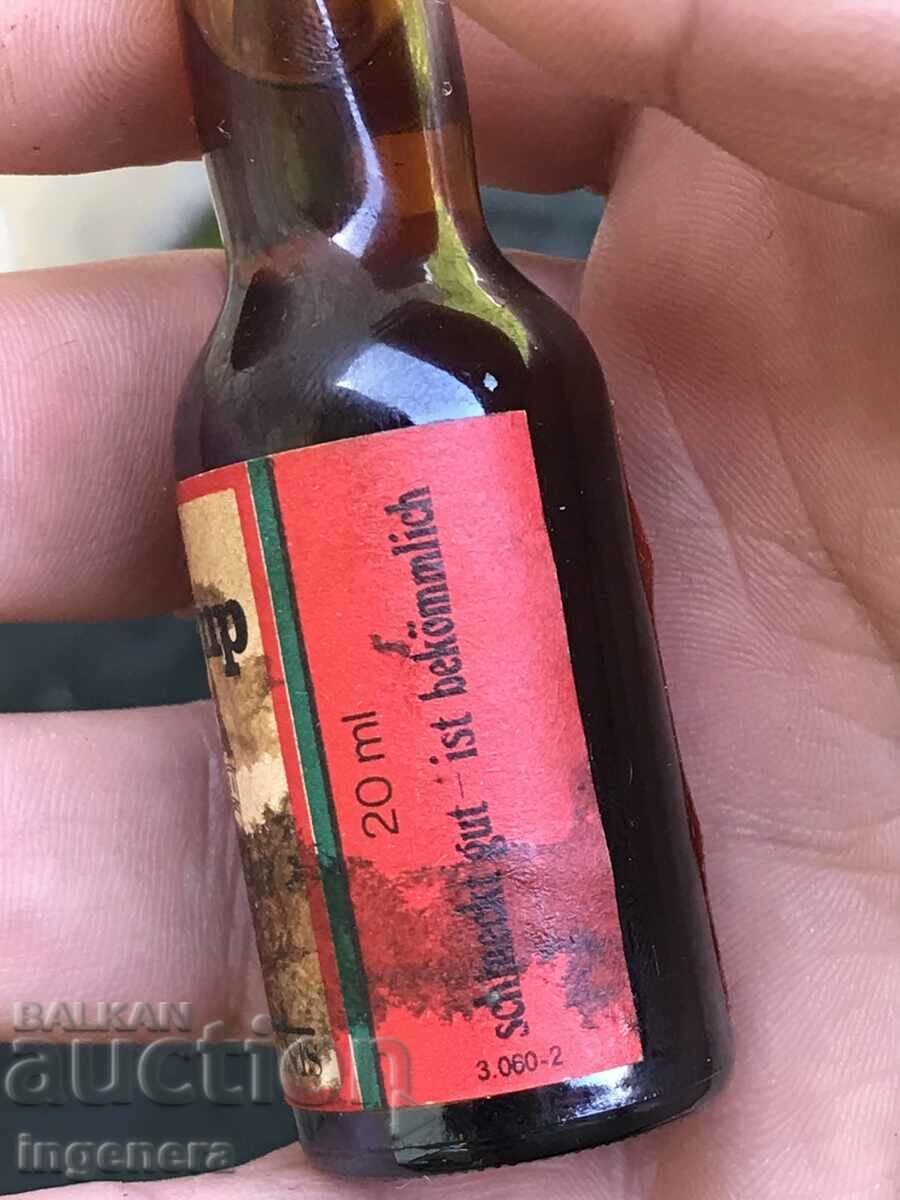 20 ml
schmeckt gut - ist bekömmlich
3.060-2
BALKAN
auction
ingenera